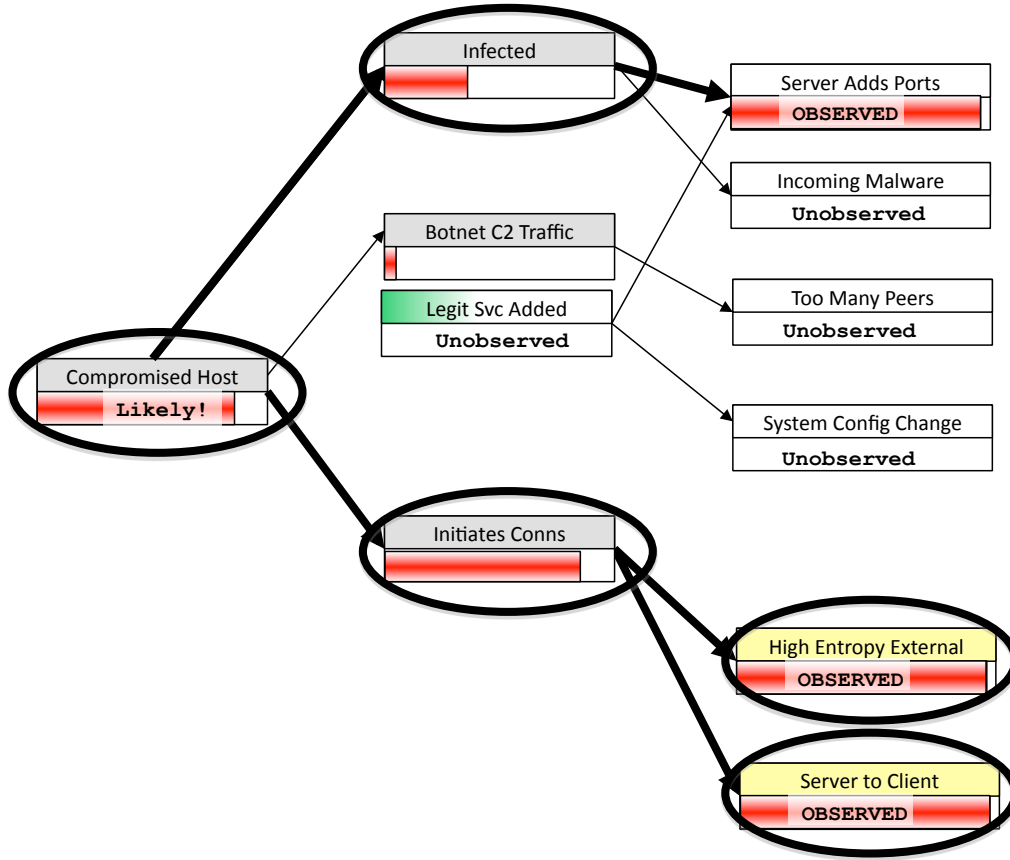 Infected
Server Adds Ports
OBSERVED
Incoming Malware
Unobserved
Botnet C2 Traffic
Too Many Peers
Unobserved
Legit Svc Added
Unobserved
Compromised Host
Likely!
System Config Change
Unobserved
Initiates Conns
High Entropy External
OBSERVED
Server to Client
OBSERVED